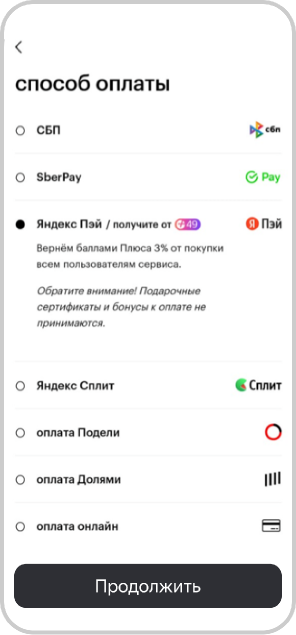 способ оплаты
СБП сбп
SberPay Pay
Яндекс Пэй / получите от 49 Я Пэй
Вернём баллами Плюса 3% от покупки
всем пользователям сервиса.
Обратите внимание! Подарочные
сертификаты и бонусы к оплате не
принимаются.
Яндекс Сплит Сплит
оплата Подели
оплата Долями
оплата онлайн
Продолжить